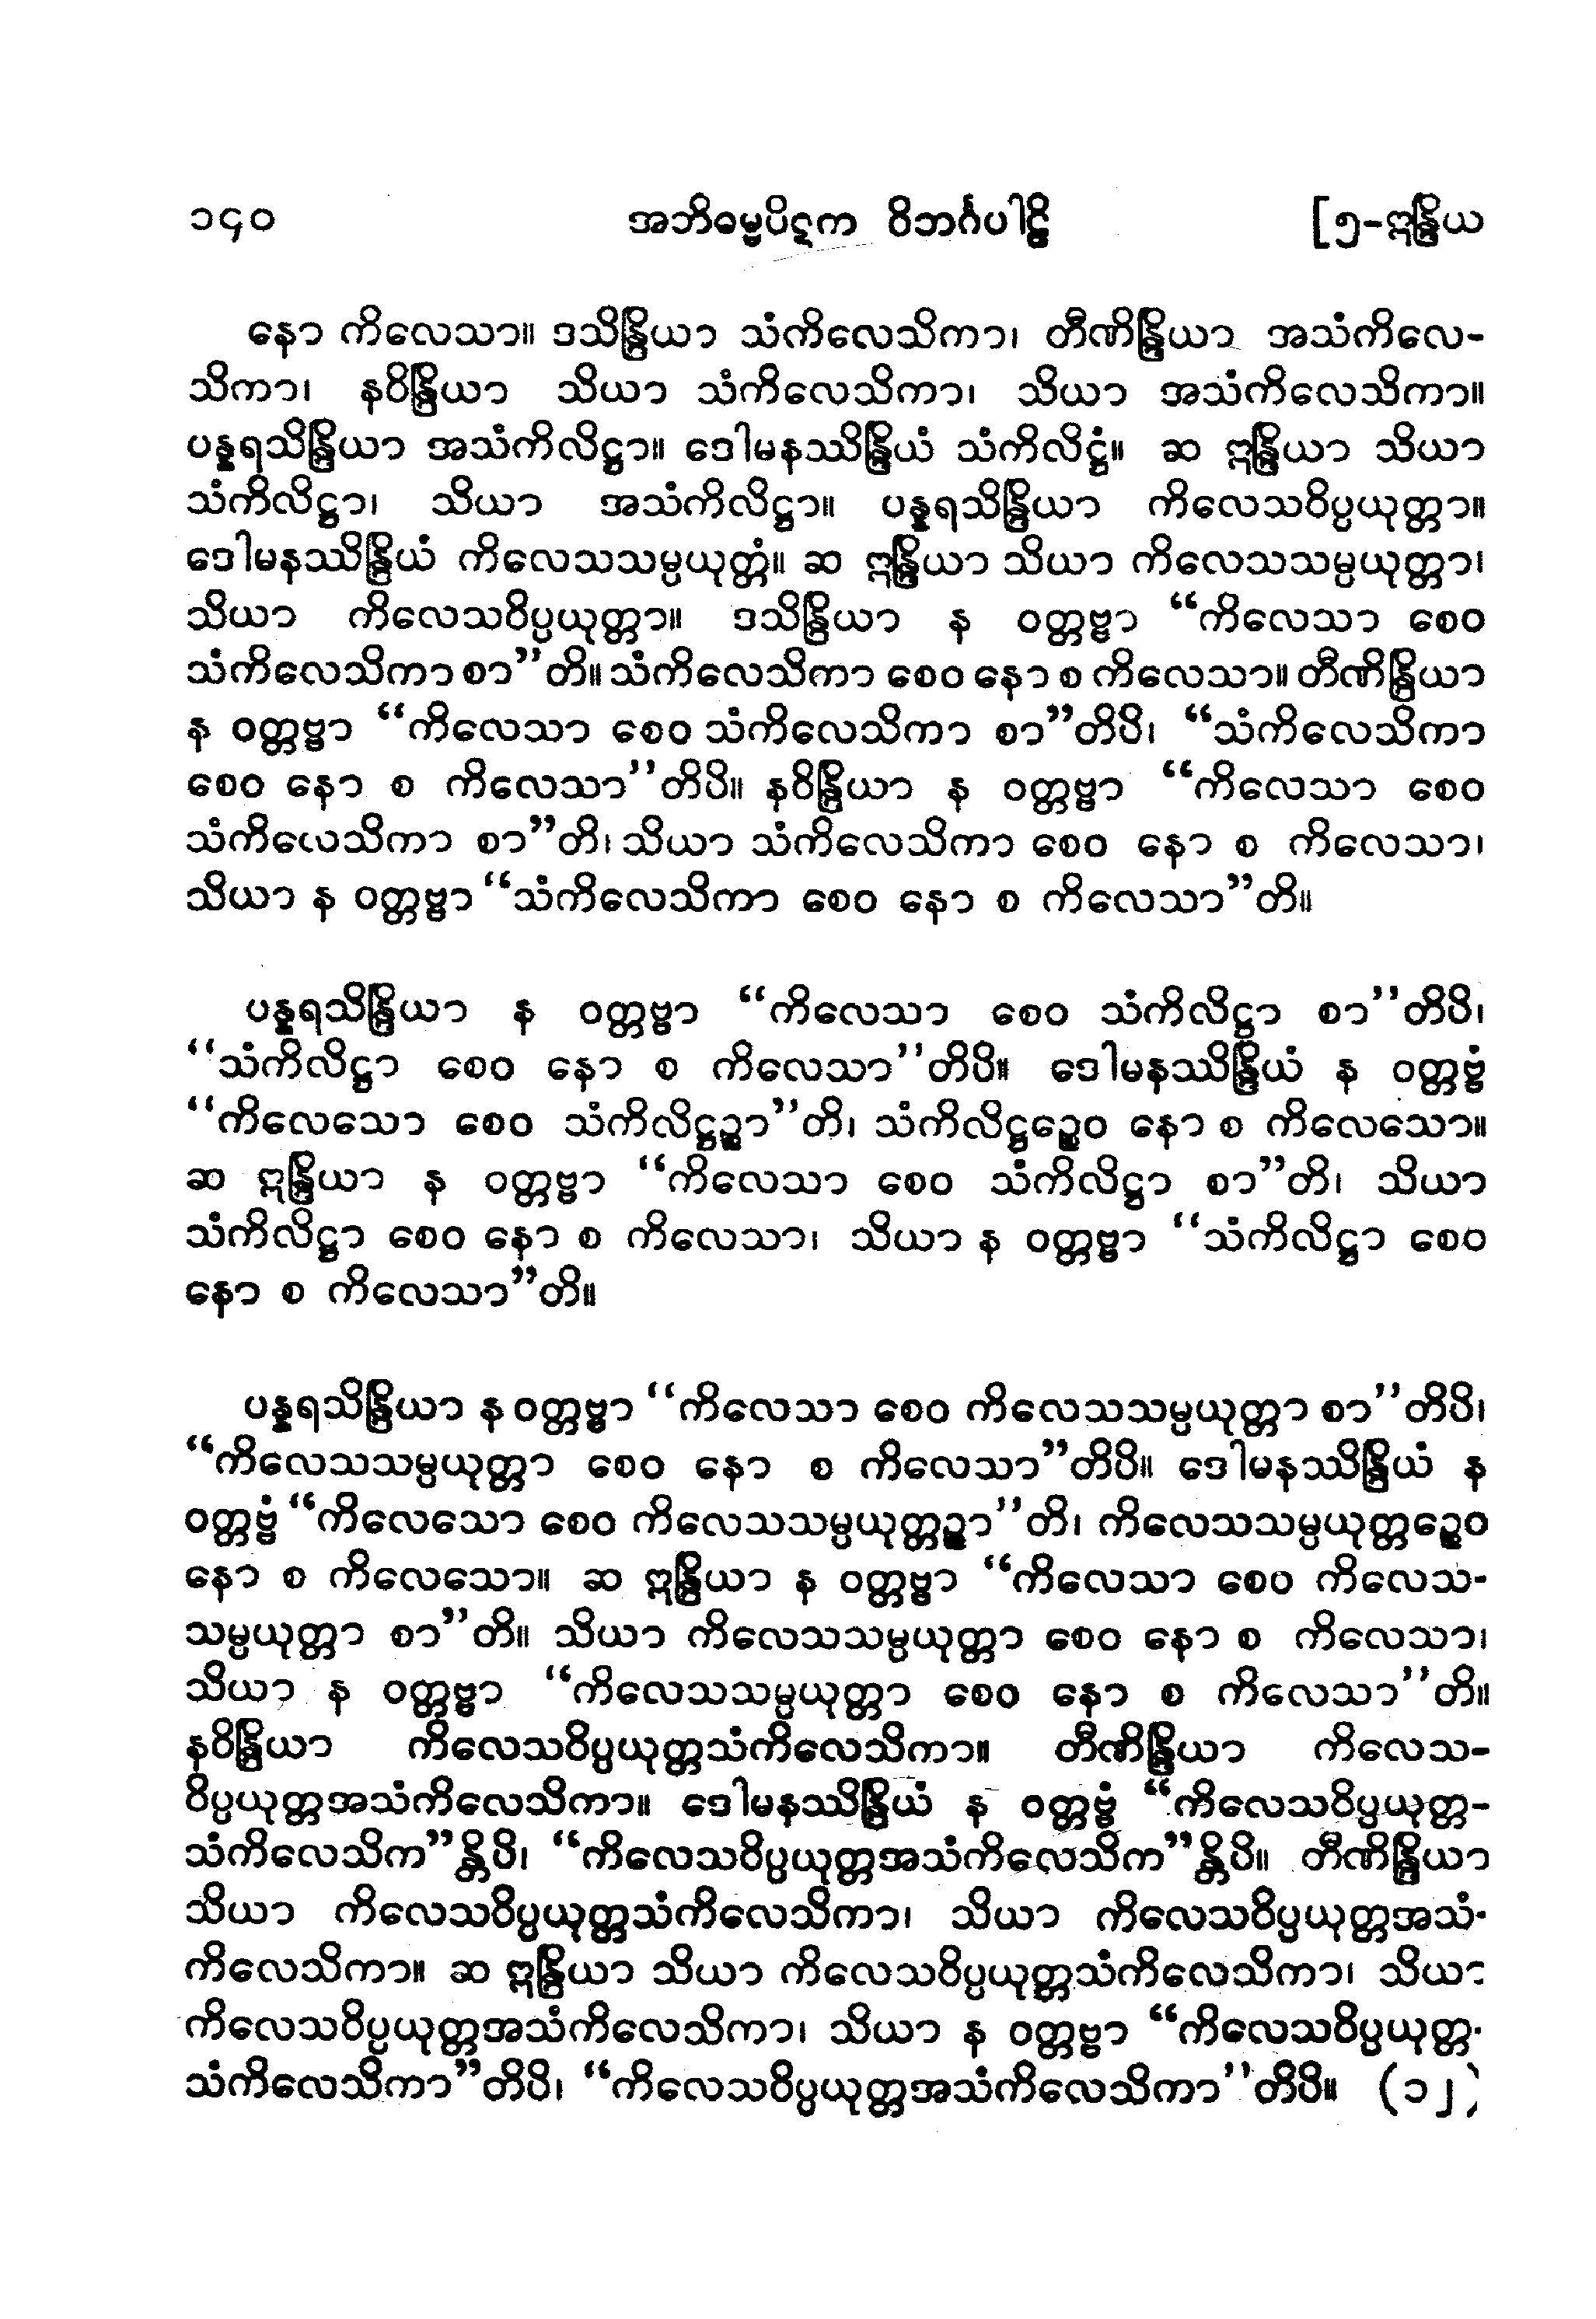 ၁၄၀ အဘိဓမ္မပိဋက ဝိဘင်္ဂပါဠိ [၅-ဣန္ဒြိယ
နော ကိလေသာ။ ဒသိန္ဒြိယာ သံကိလေသိကာ၊ တီဏိန္ဒြိယာ အသံကိလေ-
သိကာ၊ နဝိန္ဒြိယာ သိယာ သံကိလေသိကာ၊ သိယာ အသံကိလေသိကာ။
ပန္နရသိန္ဒြိယာ အသံကိလိဋ္ဌာ။ ဒေါမနဿိန္ဒြိယံ သံကိလိဋ္ဌံ။ ဆ ဣန္ဒြိယာ သိယာ
သံကိလိဋ္ဌာ၊ သိယာ အသံကိလိဋ္ဌာ။ ပန္နရသိန္ဒြိယာ ကိလေသဝိပ္ပယုတ္တာ။
ဒေါမနဿိန္ဒြိယံ ကိလေသသမ္ပယုတ္တံ။ ဆ ဣန္ဒြိယာ သိယာ ကိလေသသမ္ပယုတ္တာ၊
သိယာ ကိလေသဝိပ္ပယုတ္တာ။ ဒသိန္ဒြိယာ န ဝတ္တဗ္ဗာ “ကိလေသာ စေဝ
သံကိလေသိကာ စာ”တိ။ သံကိလေသိကာ စေဝ နော စ ကိလေသာ။ တီဏိန္ဒြိယာ
န ဝတ္တဗ္ဗာ “ကိလေသာ စေဝ သံကိလေသိကာ စာ”တိပိ၊ “သံကိလေသိကာ
စေဝ နော စ ကိလေသာ”တိပိ။ နဝိန္ဒြိယာ န ဝတ္တဗ္ဗာ “ကိလေသာ စေဝ
သံကိလေသိကာ စာ”တိ၊ သိယာ သံကိလေသိကာ စေဝ နော စ ကိလေသာ၊
သိယာ န ဝတ္တဗ္ဗာ “သံကိလေသိကာ စေဝ နော စ ကိလေသာ”တိ။
ပန္နရသိန္ဒြိယာ န ဝတ္တဗ္ဗာ “ကိလေသာ စေဝ သံကိလိဋ္ဌာ စာ”တိပိ၊
“သံကိလိဋ္ဌာ စေဝ နော စ ကိလေသာ”တိပိ။ ဒေါမနဿိန္ဒြိယံ န ဝတ္တဗ္ဗံ
“ကိလေသော စေဝ သံကိလိဋ္ဌဉ္စာ”တိ၊ သံကိလိဋ္ဌဉ္စေဝ နော စ ကိလေသော။
ဆ ဣန္ဒြိယာ န ဝတ္တဗ္ဗာ “ကိလေသာ စေဝ သံကိလိဋ္ဌာ စာ”တိ၊ သိယာ
သံကိလိဋ္ဌာ စေဝ နော စ ကိလေသာ၊ သိယာ န ဝတ္တဗ္ဗာ “သံကိလိဋ္ဌာ စေဝ
နော စ ကိလေသာ”တိ။
ပန္နရသိန္ဒြိယာ န ဝတ္တဗ္ဗာ “ကိလေသာ စေဝ ကိလေသသမ္ပယုတ္တာ စာ”တိပိ၊
“ကိလေသသမ္ပယုတ္တာ စေဝ နော စ ကိလေသာ”တိပိ။ ဒေါမနဿိန္ဒြိယံ န
ဝတ္တဗ္ဗံ “ကိလေသော စေဝ ကိလေသသမ္ပယုတ္တဉ္စာ”တိ၊ ကိလေသသမ္ပယုတ္တဉ္စေဝ
နော စ ကိလေသော။ ဆ ဣန္ဒြိယာ န ဝတ္တဗ္ဗာ “ကိလေသာ စေဝ ကိလေသ-
သမ္ပယုတ္တာ စာ”တိ။ သိယာ ကိလေသသမ္ပယုတ္တာ စေဝ နော စ ကိလေသာ၊
သိယာ န ဝတ္တဗ္ဗာ “ကိလေသသမ္ပယုတ္တာ စေဝ နော စ ကိလေသာ”တိ။
နဝိန္ဒြိယာ ကိလေသဝိပ္ပယုတ္တသံကိလေသိကာ။ တီဏိန္ဒြိယာ ကိလေသ-
ဝိပ္ပယုတ္တအသံကိလေသိကာ။ ဒေါမနဿိန္ဒြိယံ န ဝတ္တဗ္ဗံ “ကိလေသဝိပ္ပယုတ္တ-
သံကိလေသိက”န္တိပိ၊ “ကိလေသဝိပ္ပယုတ္တအသံကိလေသိက”န္တိပိ။ တီဏိန္ဒြိယာ
သိယာ ကိလေသဝိပ္ပယုတ္တသံကိလေသိကာ၊ သိယာ ကိလေသဝိပ္ပယုတ္တအသံ-
ကိလေသိကာ။ ဆ ဣန္ဒြိယာ သိယာ ကိလေသဝိပ္ပယုတ္တသံကိလေသိကာ၊ သိယာ
ကိလေသဝိပ္ပယုတ္တအသံကိလေသိကာ၊ သိယာ န ဝတ္တဗ္ဗာ “ကိလေသဝိပ္ပယုတ္တ-
သံကိလေသိကာ”တိပိ၊ “ကိလေသဝိပ္ပယုတ္တအသံကိလေသိကာ”တိပိ။ (၁၂)